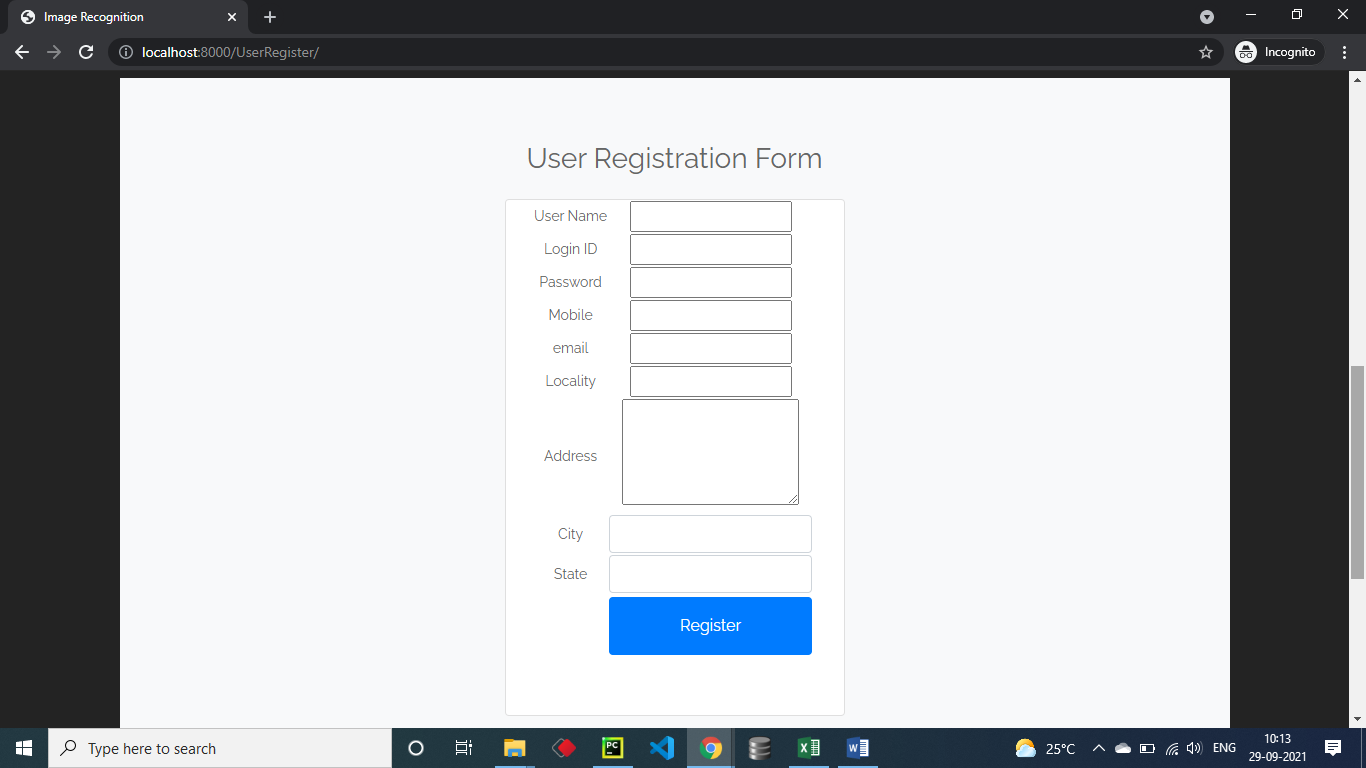 Image Recognition
localhost:8000/UserRegister/
Incognito
User Registration Form
User Name
Login ID
Password
Mobile
email
Locality
Address
City
State
Register
Type here to search
PC
25°C
ENG
10:13
29-09-2021